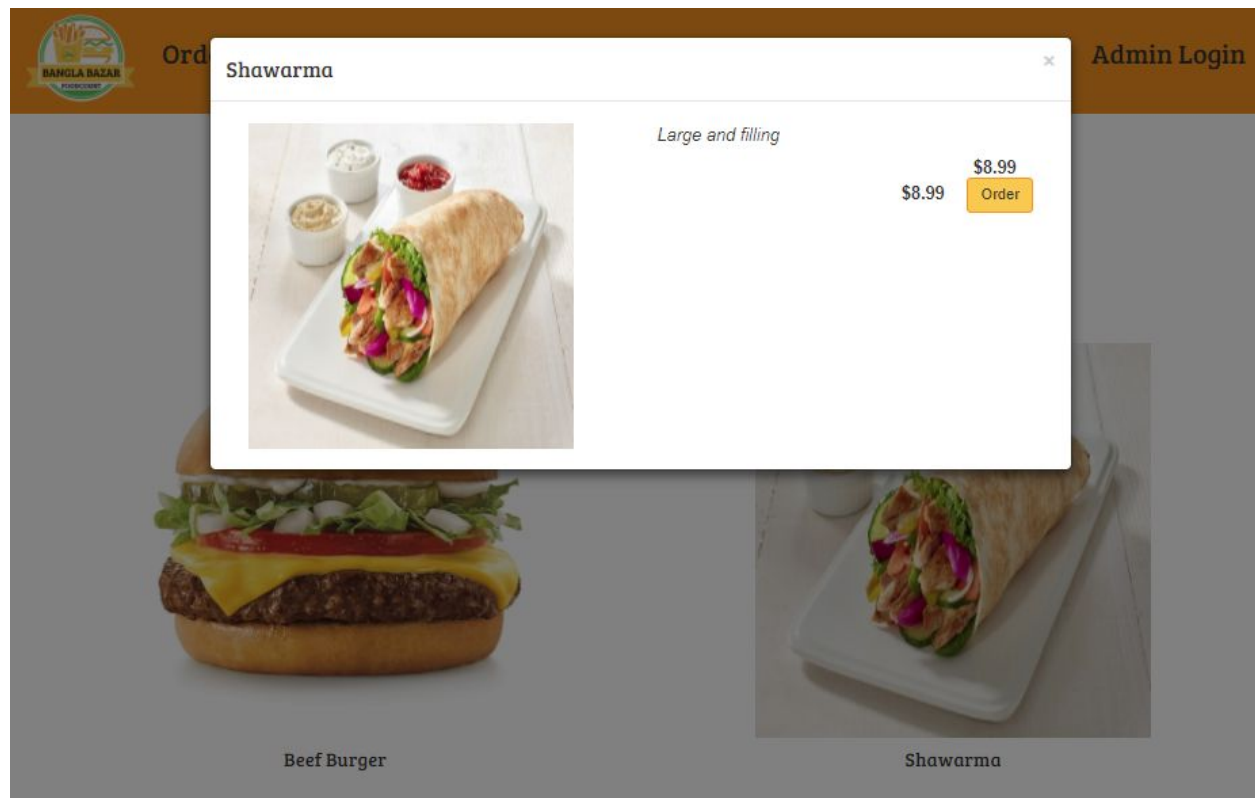 BANGLA BAZAR
Ord
Admin Login
Shawarma
×
Large and filling
$8.99
$8.99
Order
Beef Burger
Shawarma